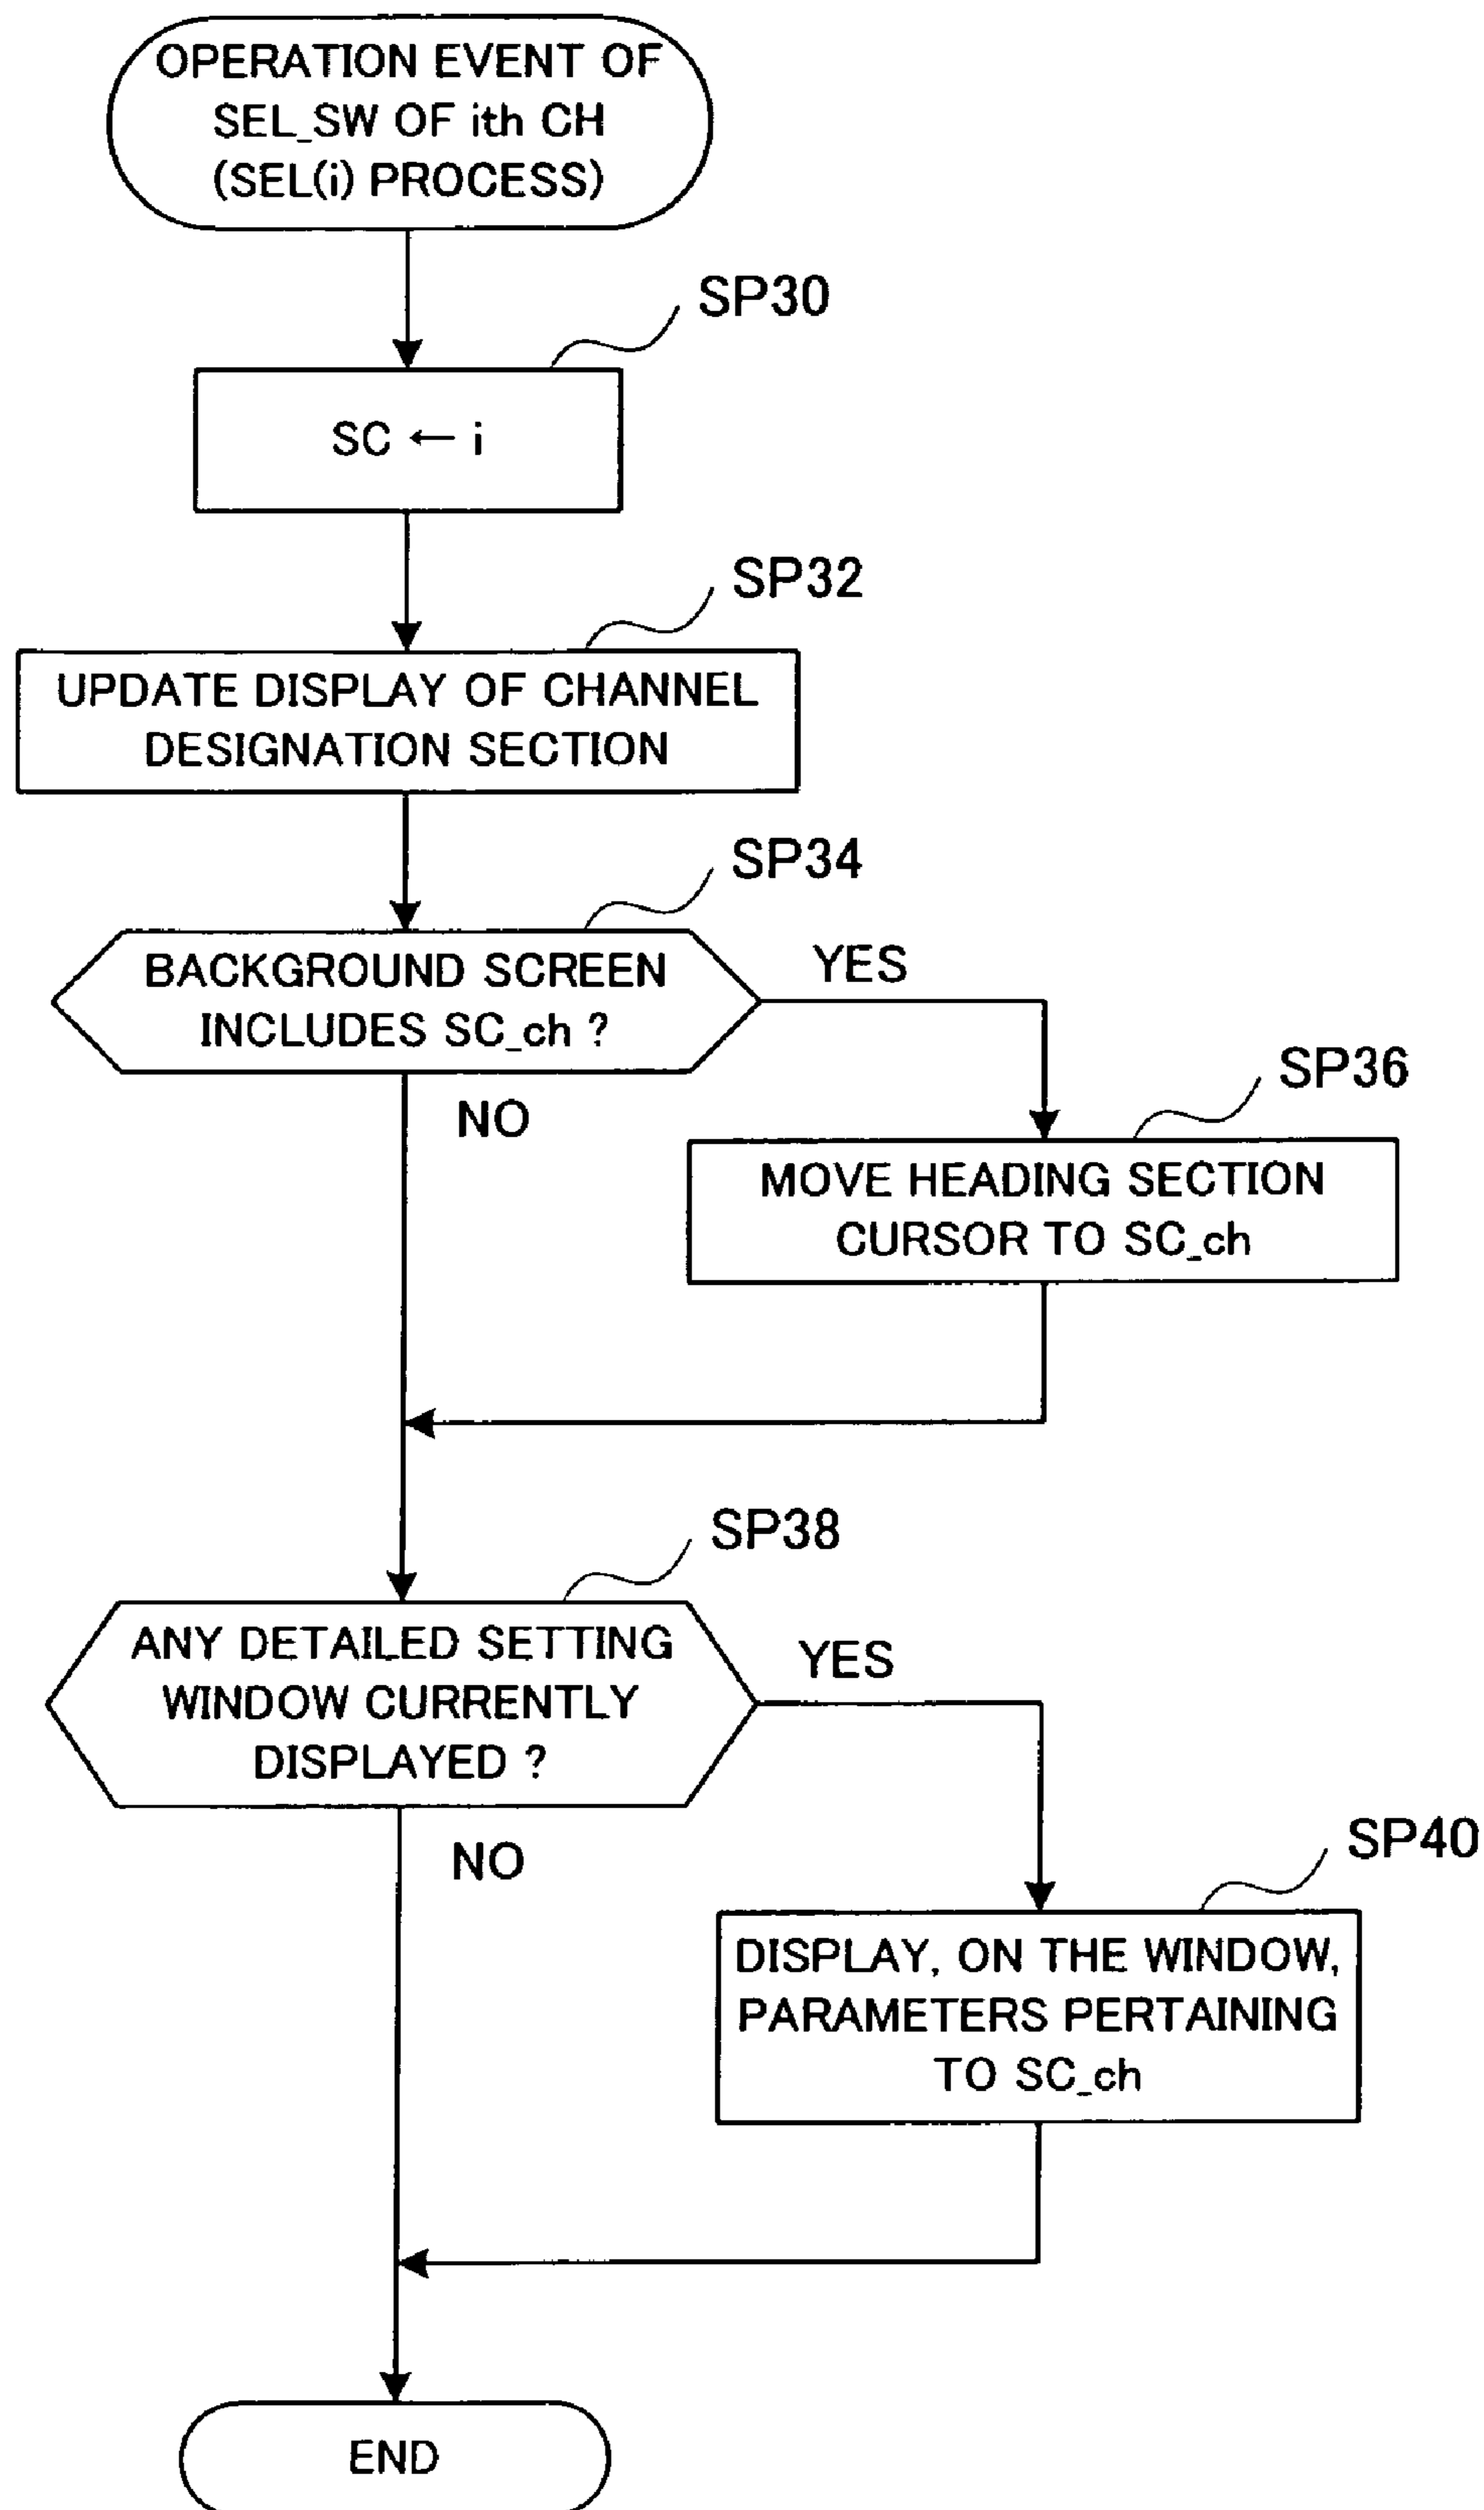 OPERATION EVENT OF
SEL_SW OF ith CH
(SEL(i) PROCESS)
SP30
SC ← i
SP32
UPDATE DISPLAY OF CHANNEL
DESIGNATION SECTION
SP34
BACKGROUND SCREEN
INCLUDES SC_ch ?
YES
NO
SP36
MOVE HEADING SECTION
CURSOR TO SC_ch
SP38
ANY DETAILED SETTING
WINDOW CURRENTLY
DISPLAYED ?
YES
NO
SP40
DISPLAY, ON THE WINDOW,
PARAMETERS PERTAINING
TO SC_ch
END